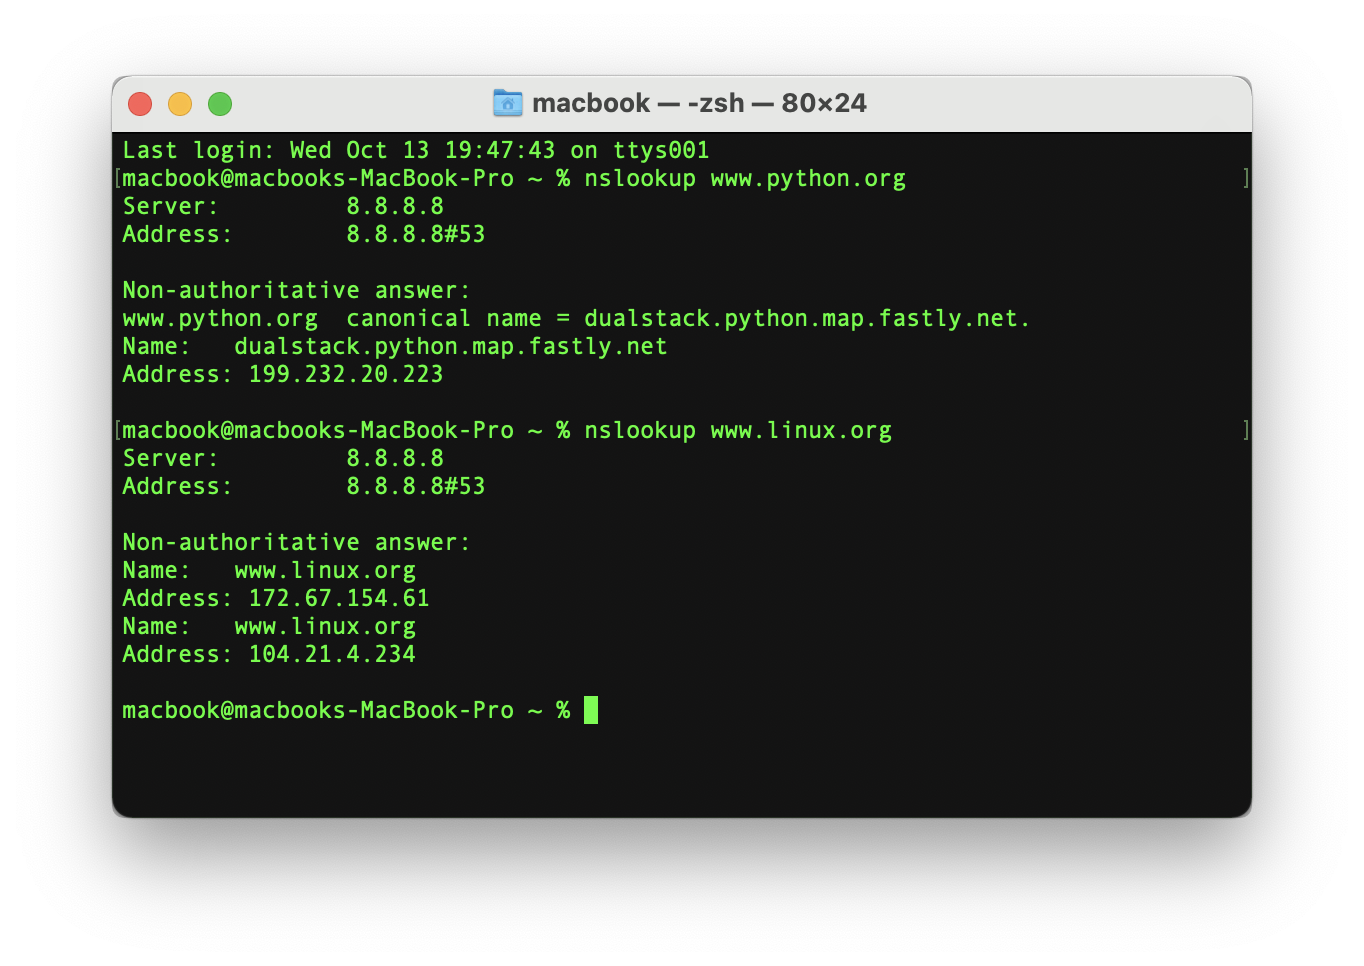 macbook — -zsh — 80×24
Last login: Wed Oct 13 19:47:43 on ttys001
[macbook@macbooks-MacBook-Pro ~ % nslookup www.python.org ]
Server:         8.8.8.8
Address:        8.8.8.8#53
Non-authoritative answer:
www.python.org  canonical name = dualstack.python.map.fastly.net.
Name:   dualstack.python.map.fastly.net
Address: 199.232.20.223
[macbook@macbooks-MacBook-Pro ~ % nslookup www.linux.org ]
Server:         8.8.8.8
Address:        8.8.8.8#53
Non-authoritative answer:
Name:   www.linux.org
Address: 172.67.154.61
Name:   www.linux.org
Address: 104.21.4.234
macbook@macbooks-MacBook-Pro ~ %